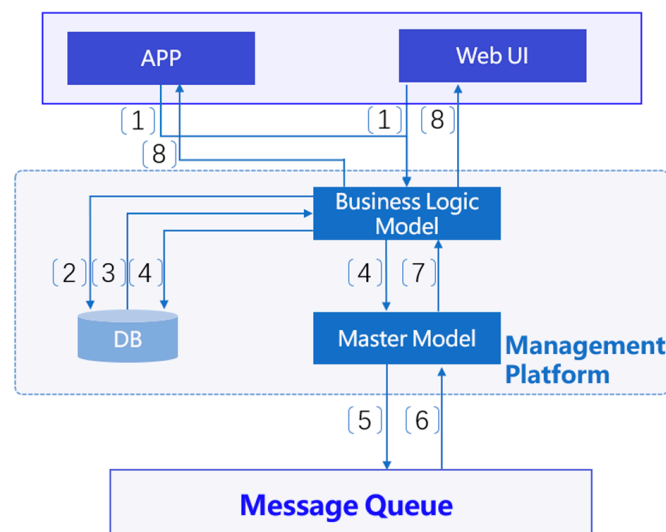 APP
Web UI
[1]
[1]
[8]
[8]
Business Logic
Model
[2]
[3]
[4]
[4]
[7]
DB
Master Model
Management
Platform
[5]
[6]
Message Queue